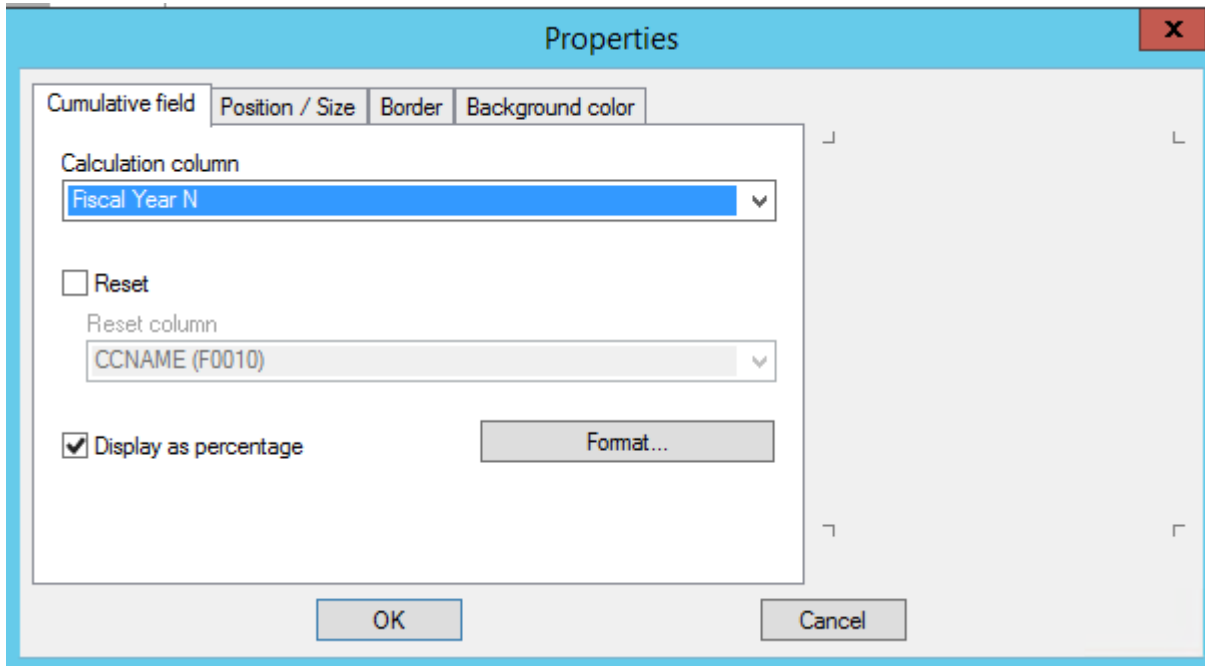 Properties
x
Cumulative field Position / Size Border Background color
Calculation column
Fiscal Year N
Reset
Reset column
CCNAME (F0010)
Display as percentage Format...
OK Cancel